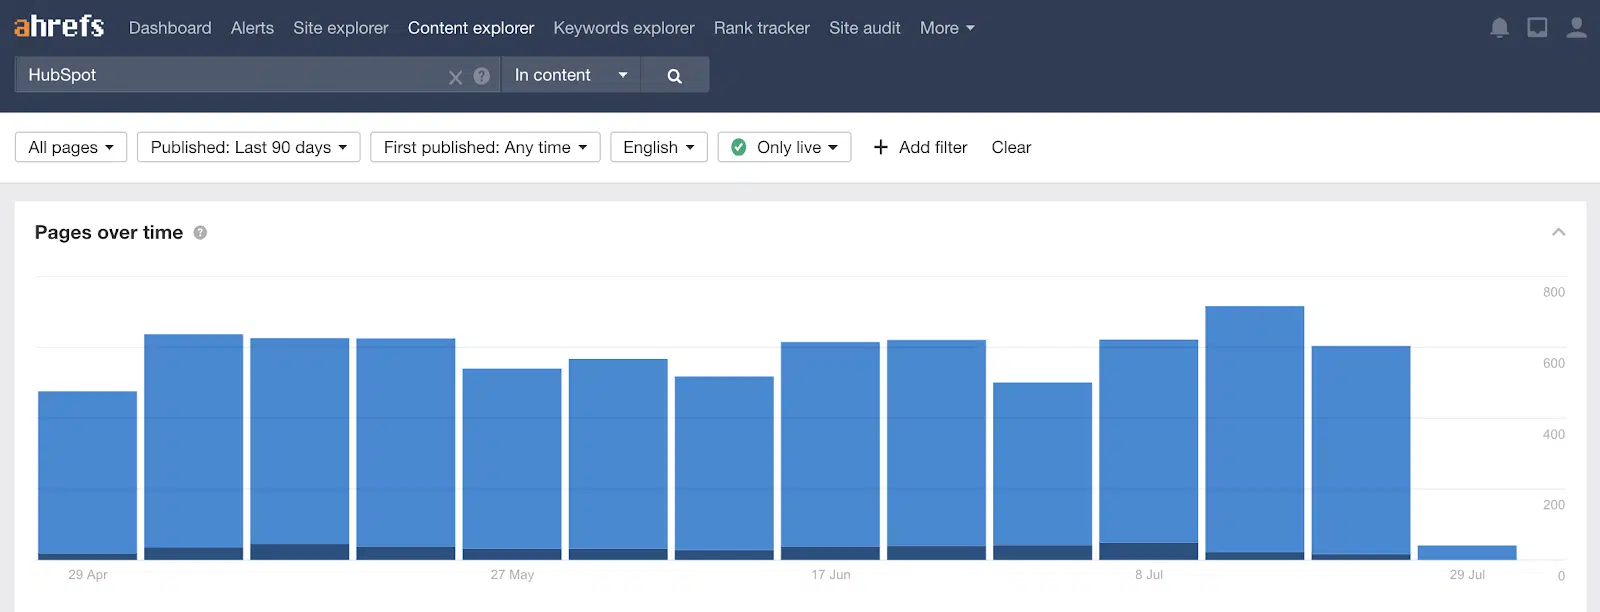 ahrefs Dashboard Alerts Site explorer Content explorer Keywords explorer Rank tracker Site audit More
HubSpot In content
All pages Published: Last 90 days First published: Any time English Only live + Add filter Clear
Pages over time
800
600
400
200
0
29 Apr 27 May 17 Jun 8 Jul 29 Jul